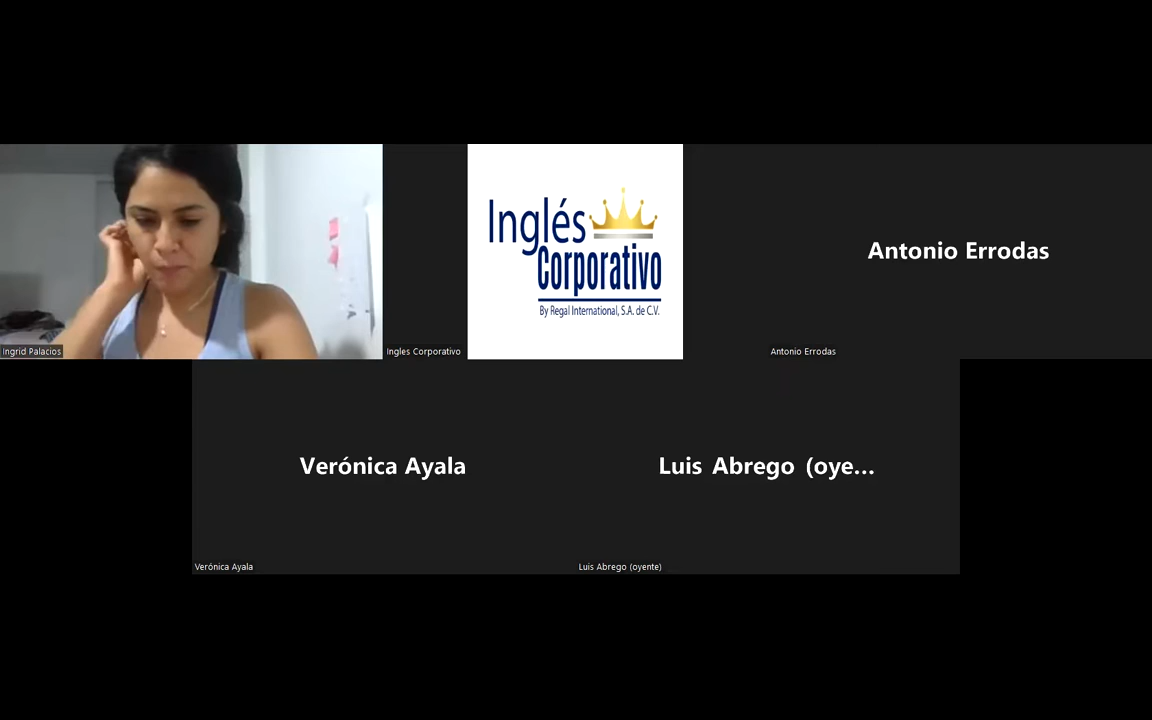 Inglés
Corporativo
By Regal International, S.A. de C.V.
Antonio Errodas
Ingrid Palacios
Ingles Corporativo
Antonio Errodas
Verónica Ayala
Luis Abrego (oye...
Verónica Ayala
Luis Abrego (oyente)